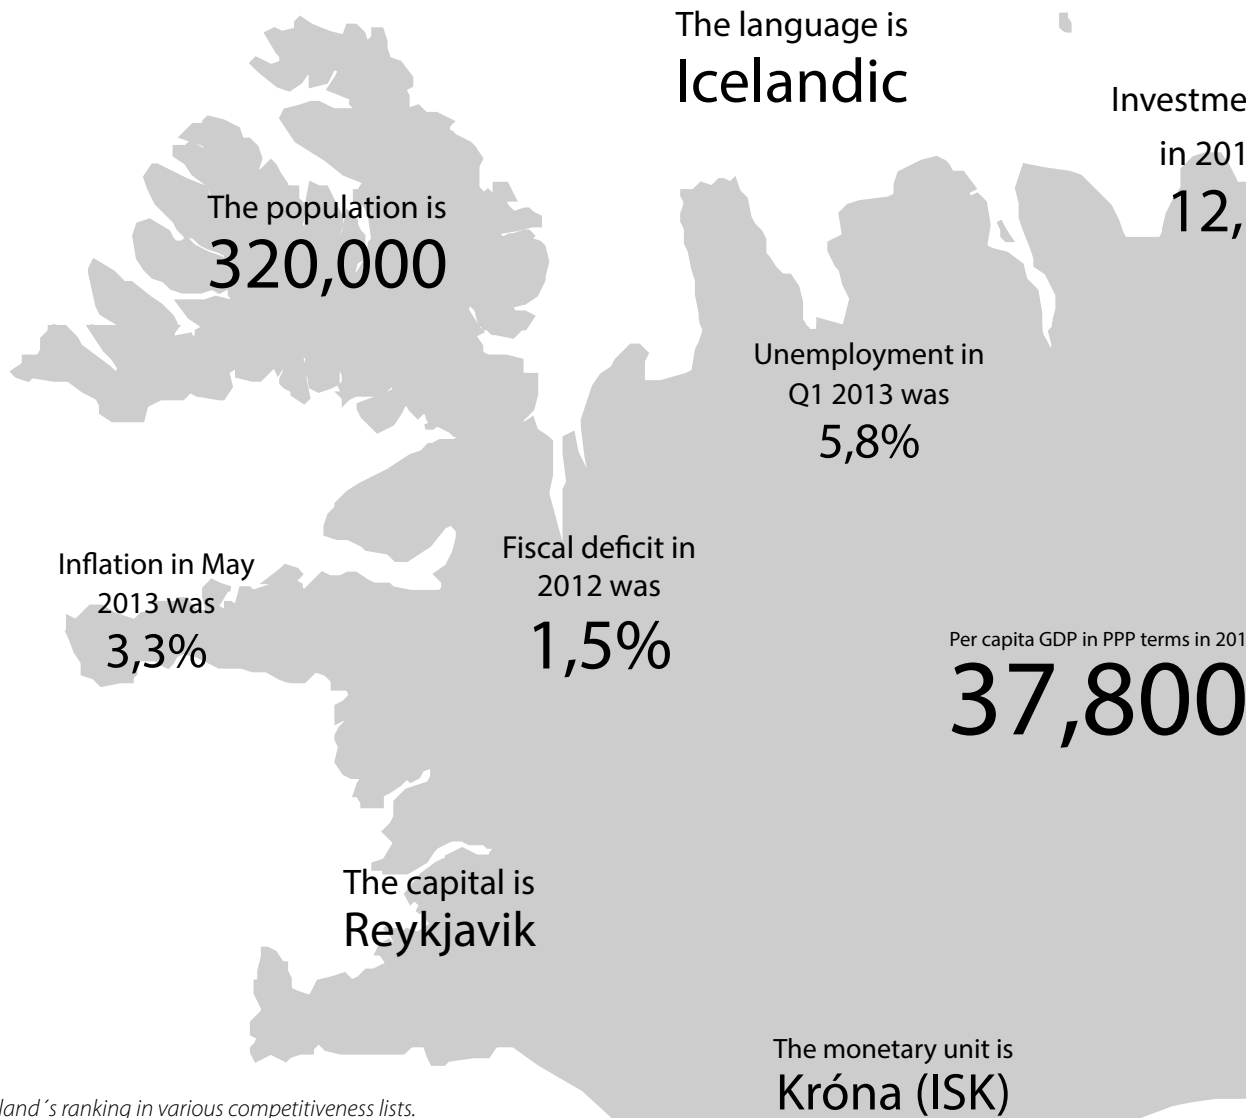 The language is
Icelandic
Investme
in 201
12,
The population is
320,000
Unemployment in
Q1 2013 was
5,8%
Inflation in May
2013 was
3,3%
Fiscal deficit in
2012 was
1,5%
Per capita GDP in PPP terms in 201
37,800
The capital is
Reykjavik
The monetary unit is
Króna (ISK)
land´s ranking in various competitiveness lists.